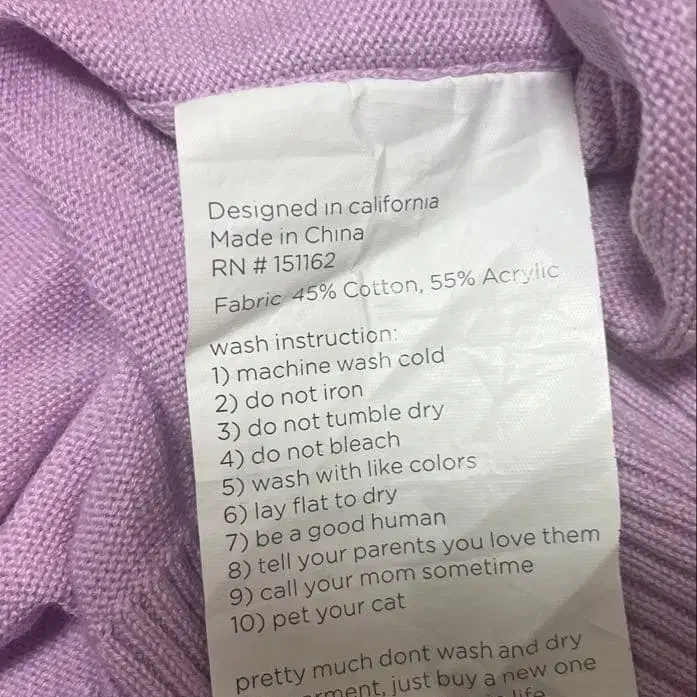 Designed in california
Made in China
RN # 151162
Fabric 45% Cotton, 55% Acrylic
wash instruction:
1) machine wash cold
2) do not iron
3) do not tumble dry
4) do not bleach
5) wash with like colors
6) lay flat to dry
7) be a good human
8) tell your parents you love them
9) call your mom sometime
10) pet your cat
pretty much dont wash and dry
just buy a new one
life